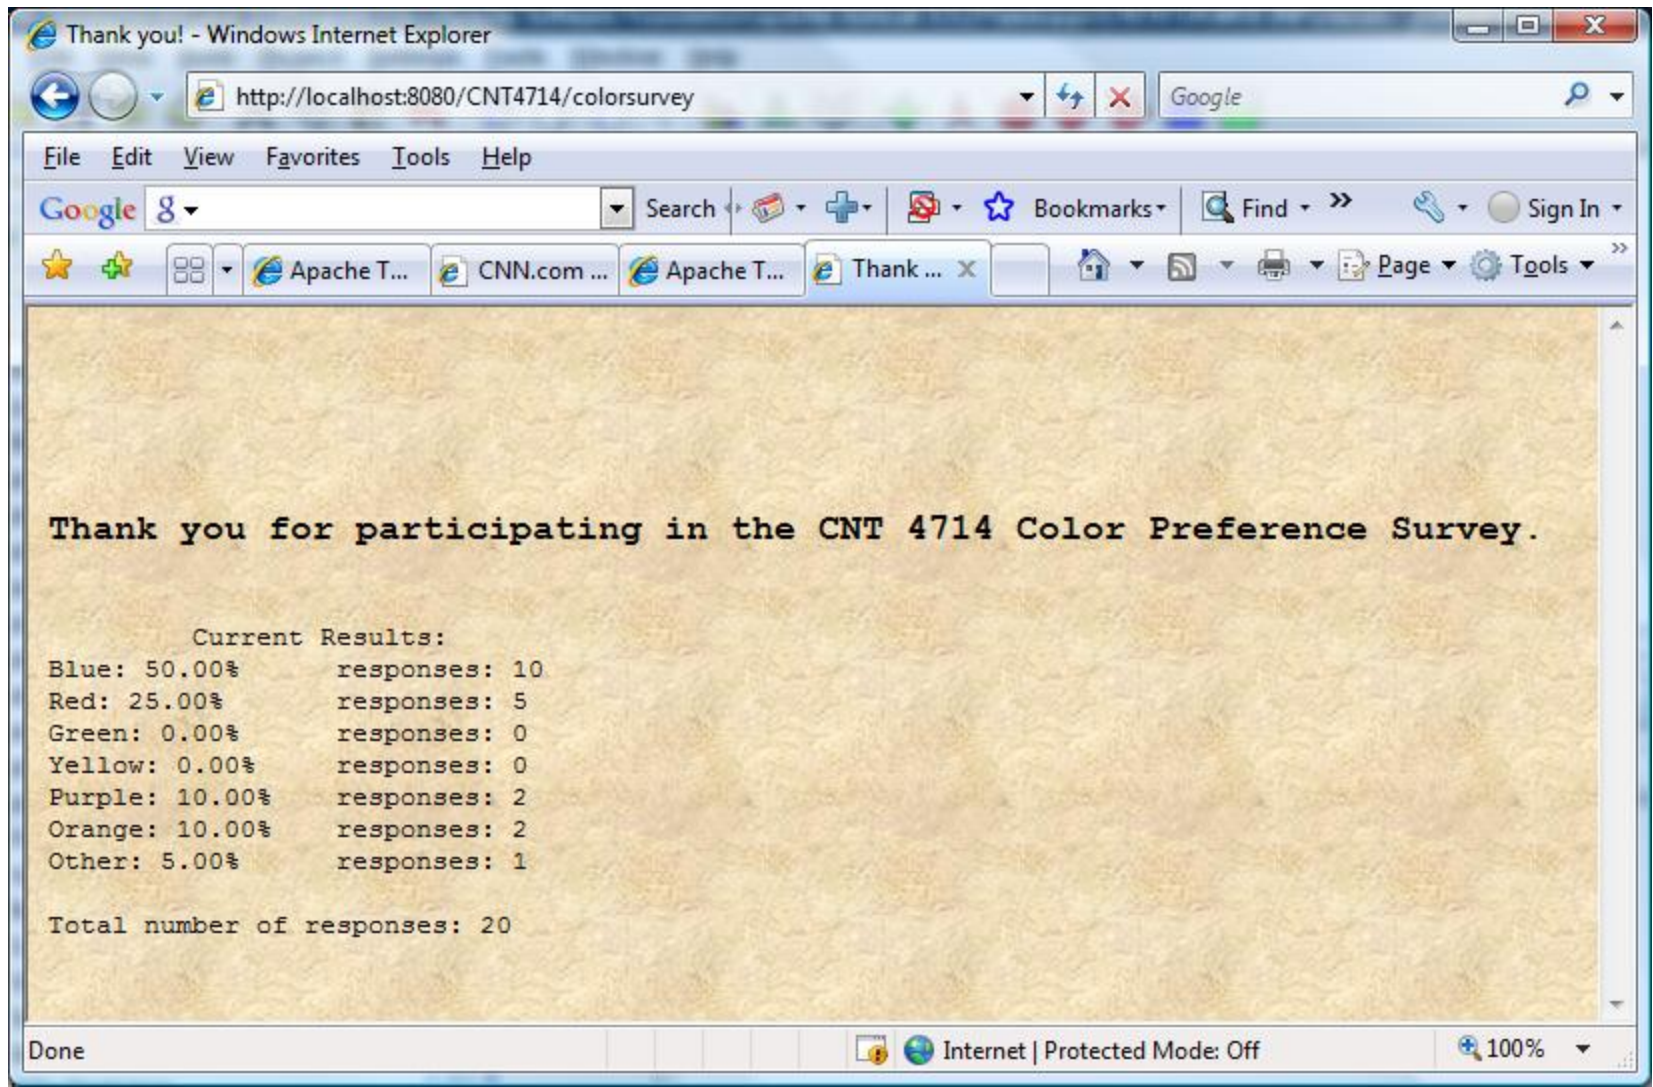 Thank you! - Windows Internet Explorer
http://localhost:8080/CNT4714/colorsurvey Google
File Edit View Favorites Tools Help
Google Search Bookmarks Find Sign In
Apache T... CNN.com ... Apache T... Thank ... Page Tools
Thank you for participating in the CNT 4714 Color Preference Survey.
Current Results:
Blue: 50.00% responses: 10
Red: 25.00% responses: 5
Green: 0.00% responses: 0
Yellow: 0.00% responses: 0
Purple: 10.00% responses: 2
Orange: 10.00% responses: 2
Other: 5.00% responses: 1
Total number of responses: 20
Done Internet | Protected Mode: Off 100%